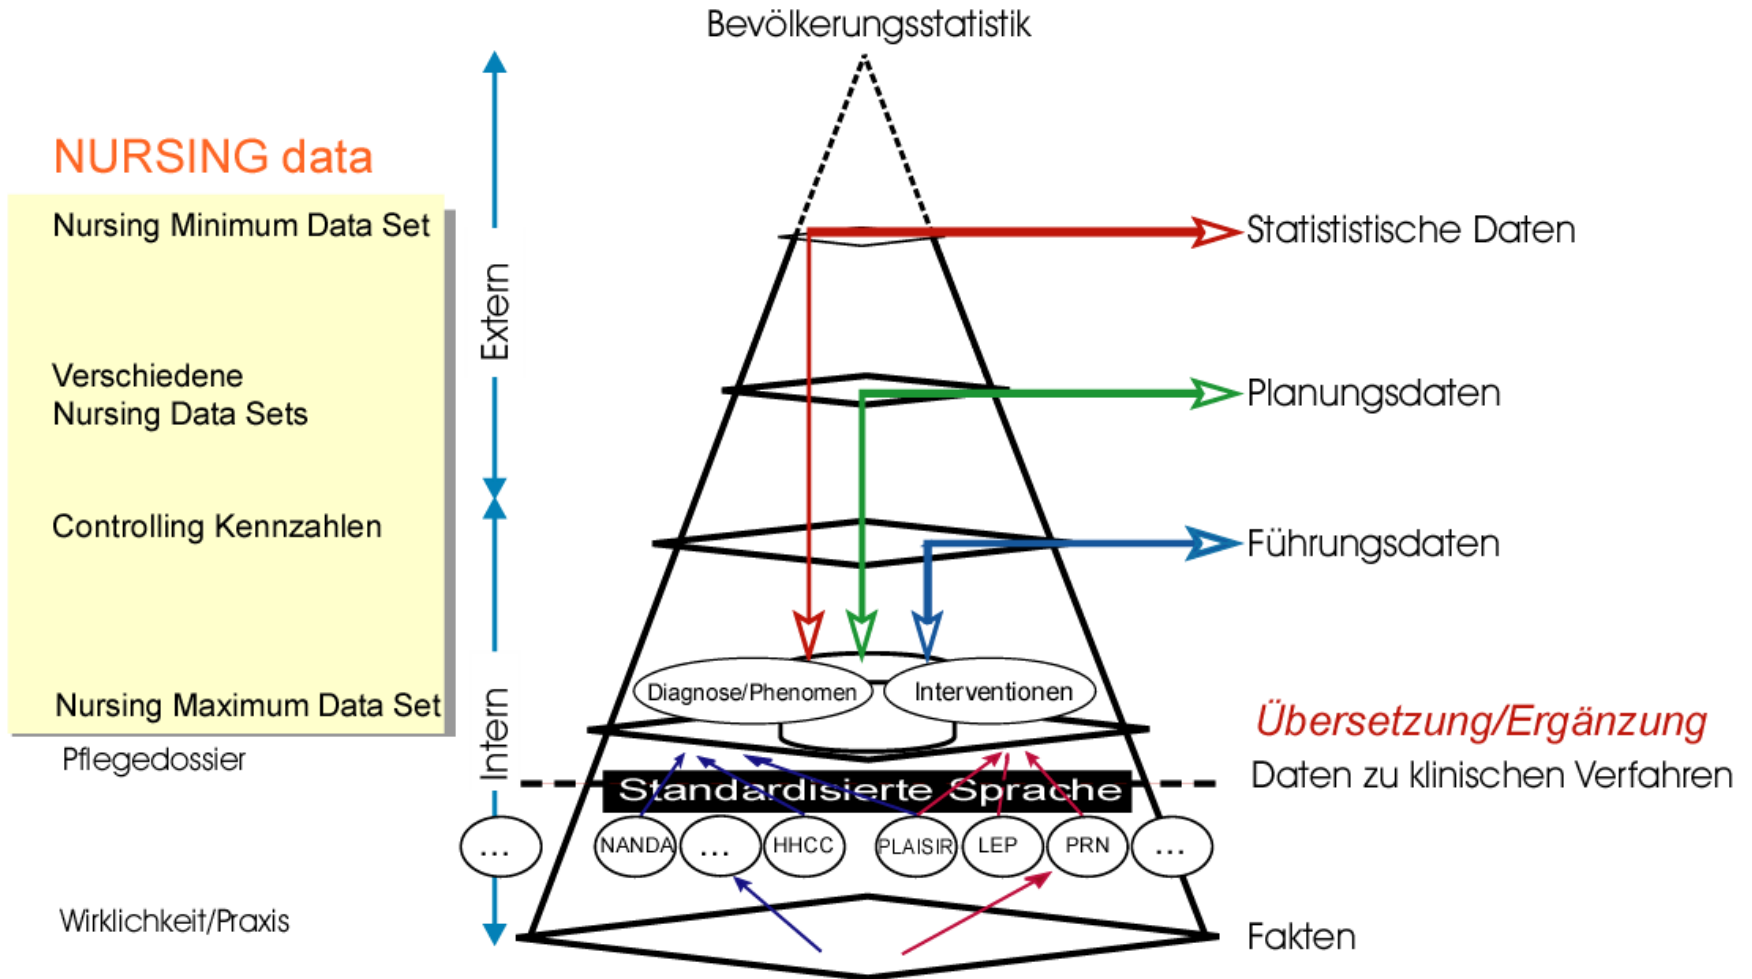 Bevölkerungsstatistik
NURSING data
Nursing Minimum Data Set
Statististische Daten
Extern
Verschiedene
Nursing Data Sets
Planungsdaten
Controlling Kennzahlen
Führungsdaten
Diagnose/Phenomen
Interventionen
Nursing Maximum Data Set
Übersetzung/Ergänzung
Pflegedossier
Intern
Daten zu klinischen Verfahren
Standardisierte Sprache
...
NANDA
...
HHCC
PLAISIR
LEP
PRN
...
Wirklichkeit/Praxis
Fakten